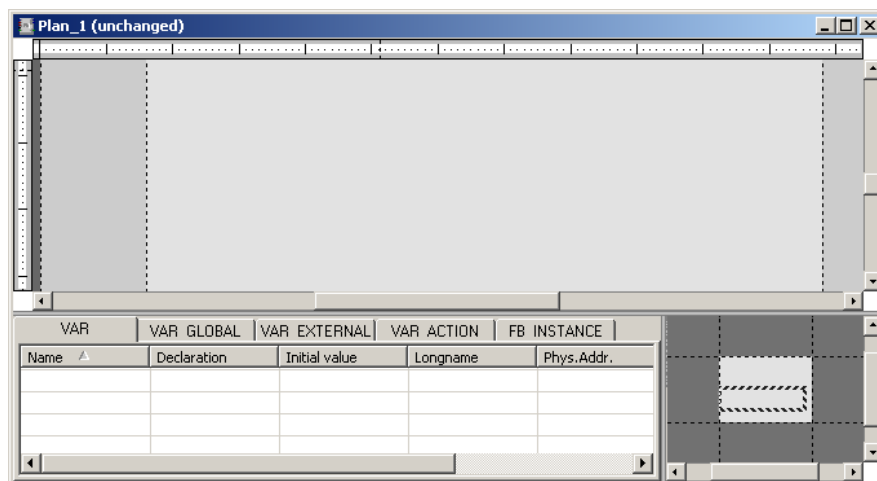 Plan_1 (unchanged)
VAR VAR GLOBAL VAR EXTERNAL VAR ACTION FB INSTANCE
Name Declaration Initial value Longname Phys.Addr.